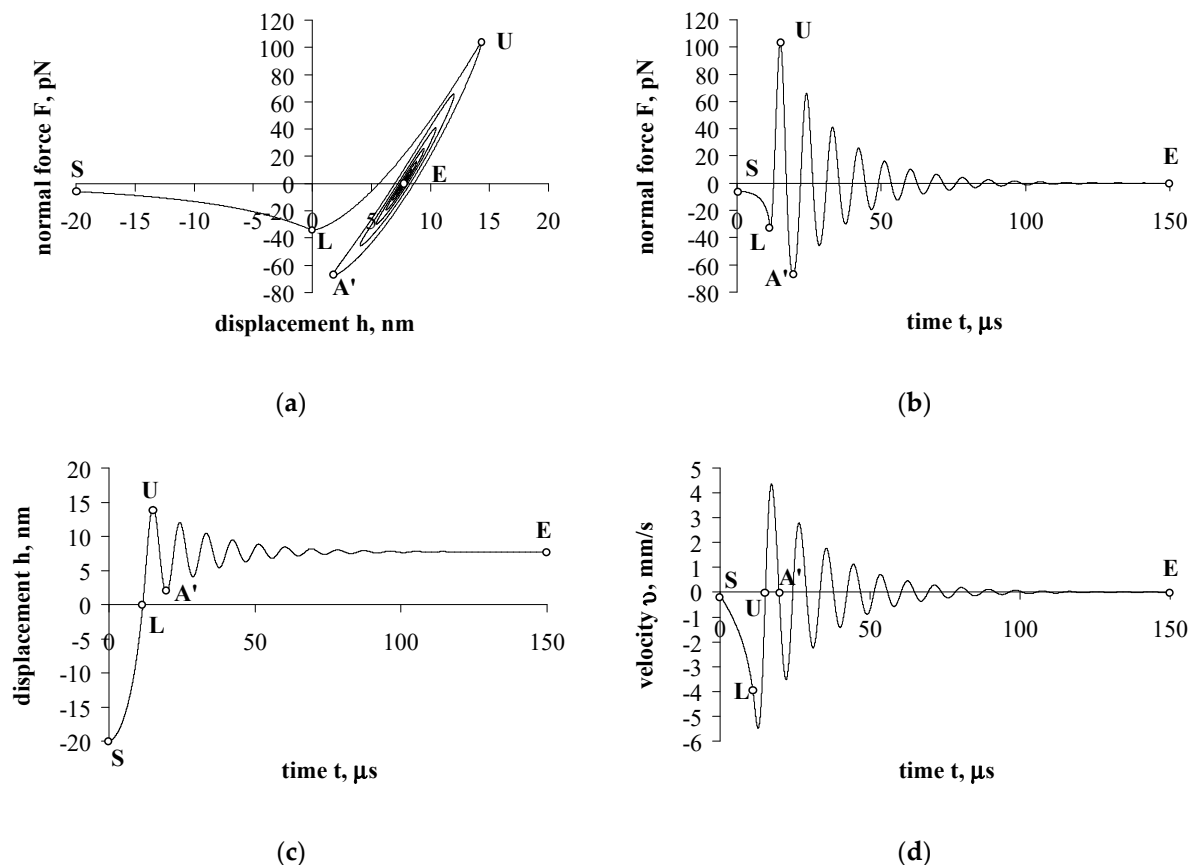 120
100
80
60
40
20
0
-20
-40
-60
-80
-20 -15 -10 -5 0 5 10 15 20
normal force F, pN
displacement h, nm
S
L
U
E
A'
(a)
120
100
80
60
40
20
0
-20
-40
-60
-80
0 50 100 150
normal force F, pN
time t, μs
S
L
U
A'
E
(b)
20
15
10
5
0
-5
-10
-15
-20
0 50 100 150
displacement h, nm
time t, μs
S
L
U
A'
E
(c)
5
4
3
2
1
0
-1
-2
-3
-4
-5
-6
0 50 100 150
velocity υ, mm/s
time t, μs
S
L
U
A'
E
(d)